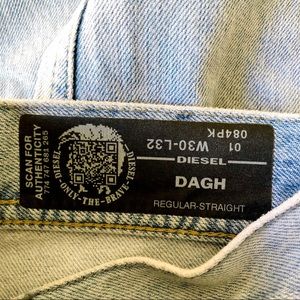 SCAN FOR
AUTHENTICITY
774 747 681 265
DIESEL
ONLY-THE-BRAVE
DIESEL
01 084PK
W30-L32
DIESEL
DAGH
REGULAR-STRAIGHT